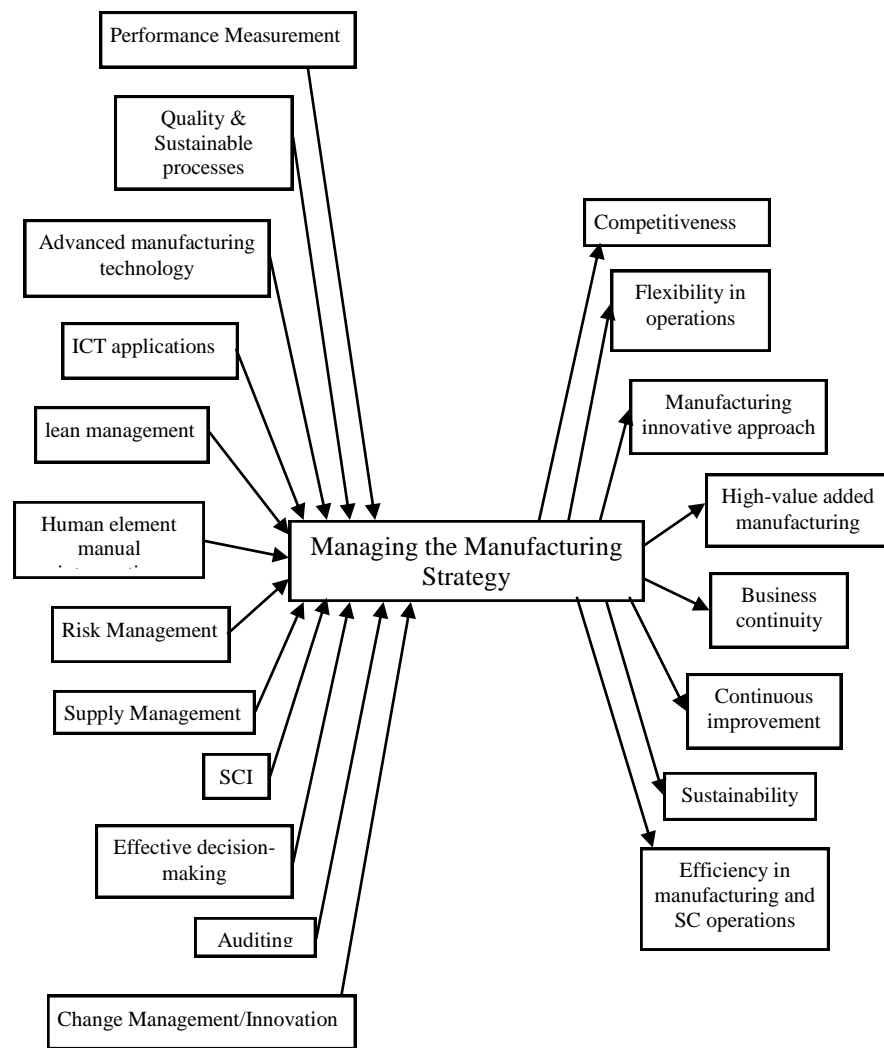 Performance Measurement
Quality &
Sustainable
processes
Advanced manufacturing
technology
ICT applications
lean management
Human element
manual
Risk Management
Supply Management
SCI
Effective decision-
making
Auditing
Change Management/Innovation
Managing the Manufacturing
Strategy
Competitiveness
Flexibility in
operations
Manufacturing
innovative approach
High-value added
manufacturing
Business
continuity
Continuous
improvement
Sustainability
Efficiency in
manufacturing and
SC operations